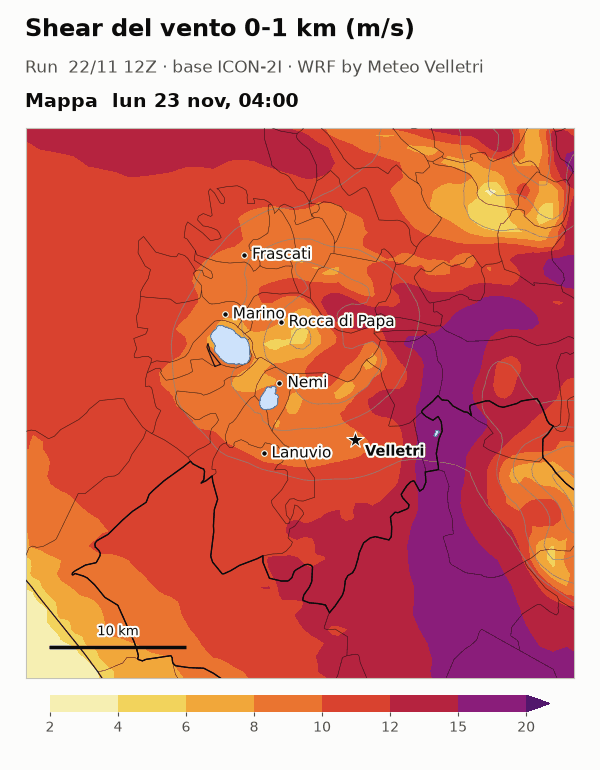 Shear del vento 0-1 km (m/s)
Run  22/11 12Z · base ICON-2I · WRF by Meteo Velletri
Mappa  lun 23 nov, 04:00
Frascati
Marino
Rocca di Papa
Nemi
Velletri
Lanuvio
10 km
2 4 6 8 10 12 15 20